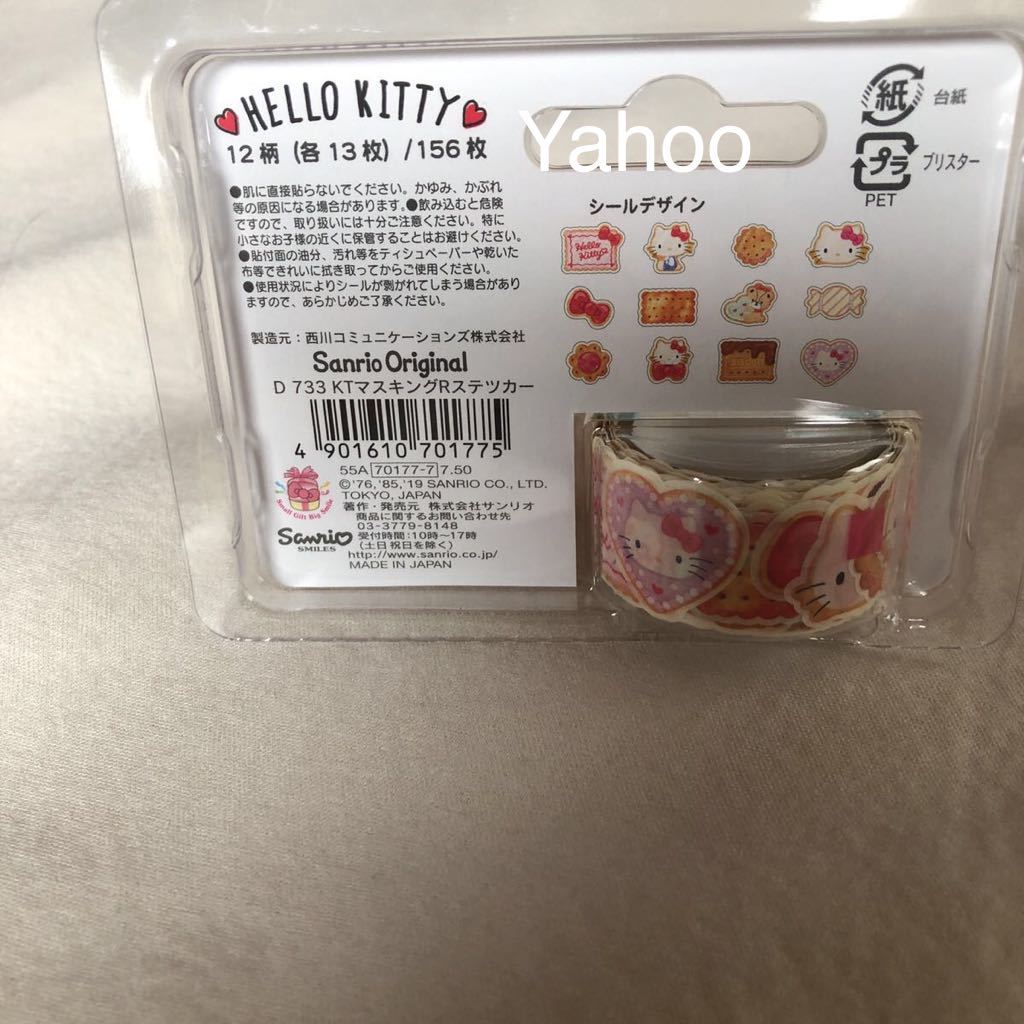 HELLO KITTY
12柄（各13枚）/156枚
●肌に直接貼らないでください。かゆみ、かぶれ
等の原因になる場合があります。●飲み込むと危険
ですので、取り扱いには十分ご注意ください。特に
小さなお子様の近くに保管することはお避けください。
●貼付面の油分、汚れ等をティシュペーパーや乾いた
布等できれいに拭き取ってからご使用ください。
●使用状況によりシールが剝がれてしまう場合があり
ますので、あらかじめご了承ください。
製造元：西川コミュニケーションズ株式会社
Sanrio Original
D 733 KTマスキングRステツカー
4 901610 701775
55A 70177-7 7.50
©'76,'85,'19 SANRIO CO., LTD.
TOKYO, JAPAN
著作・発売元 株式会社サンリオ
商品に関するお問い合わせ先
03-3779-8148
受付時間:10時～17時
(土日祝日を除く)
http://www.sanrio.co.jp/
MADE IN JAPAN
Small Gift Big Smile
Sanrio
SMILES
Yahoo
シールデザイン
Hello
Kitty
紙 台紙
プラ ブリスター
PET